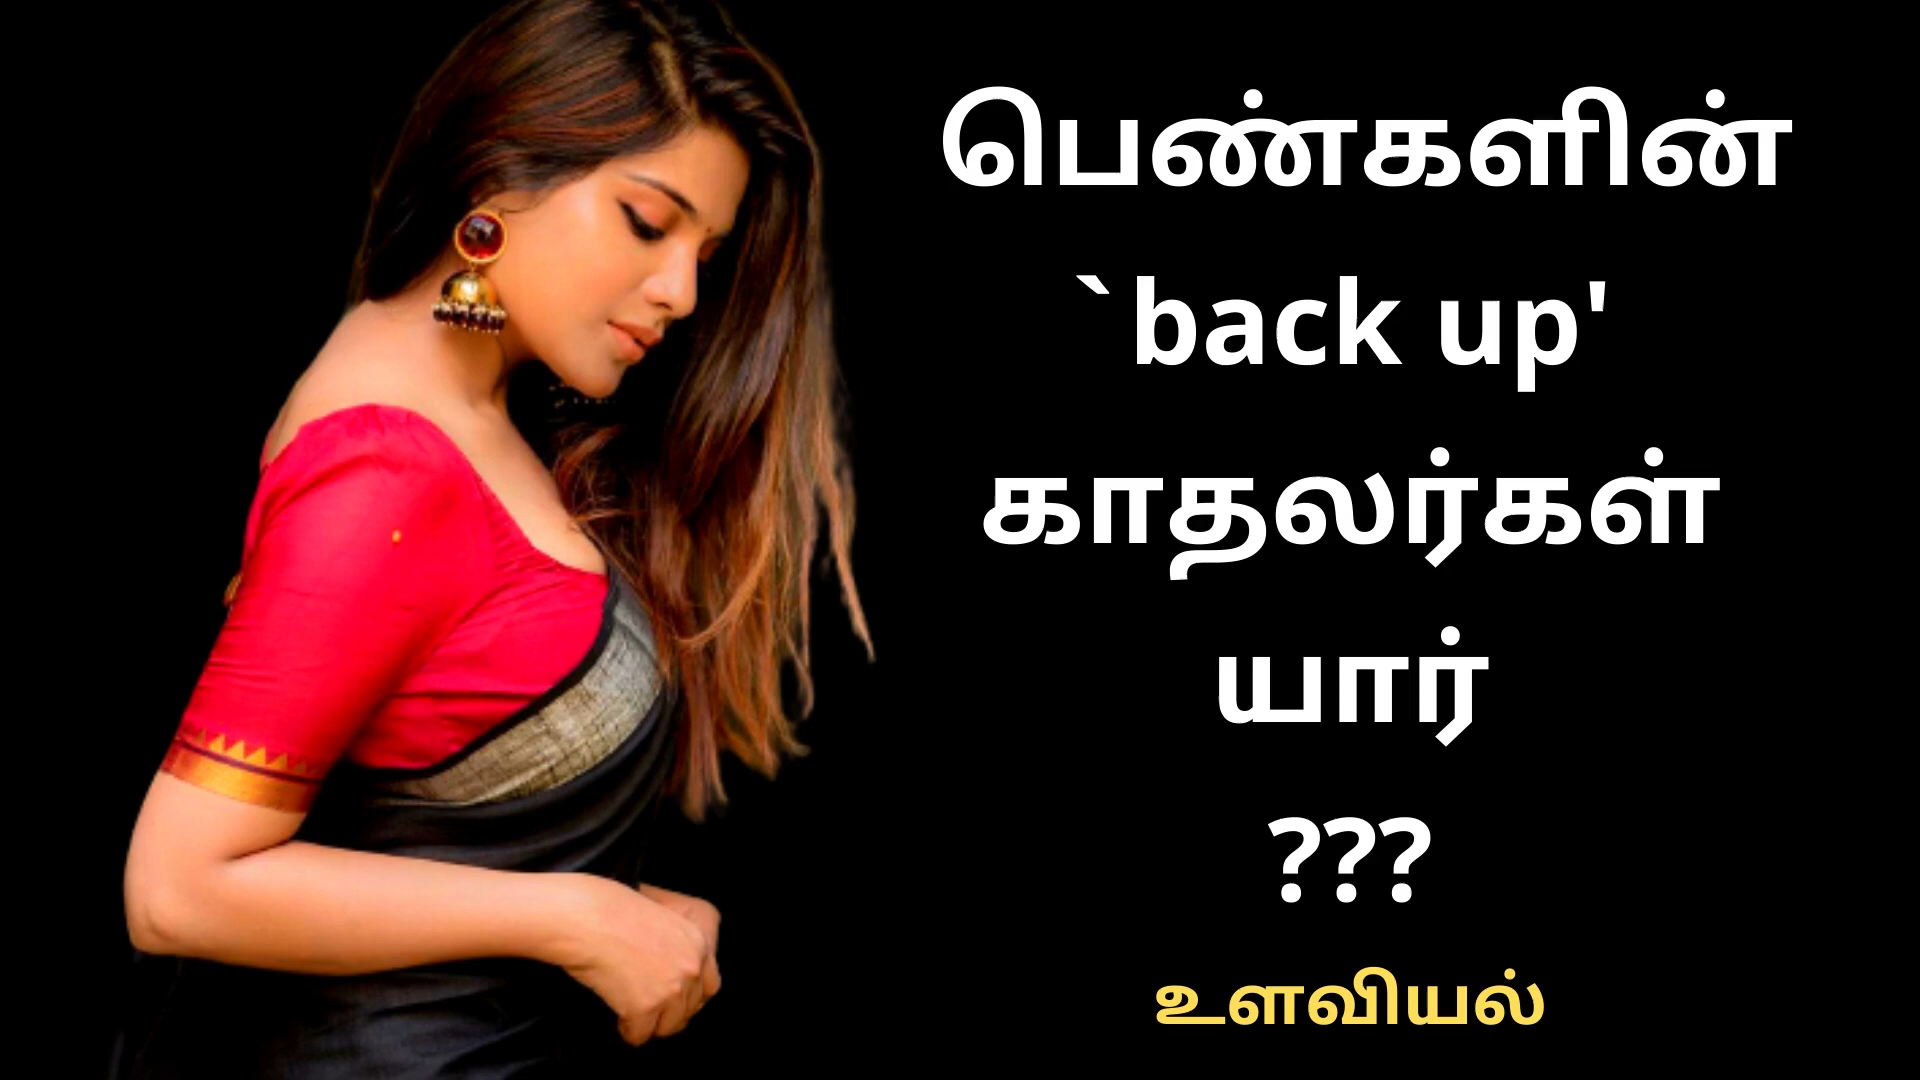 பெண்களின்
`back up'
காதலர்கள்
யார்
???
உளவியல்